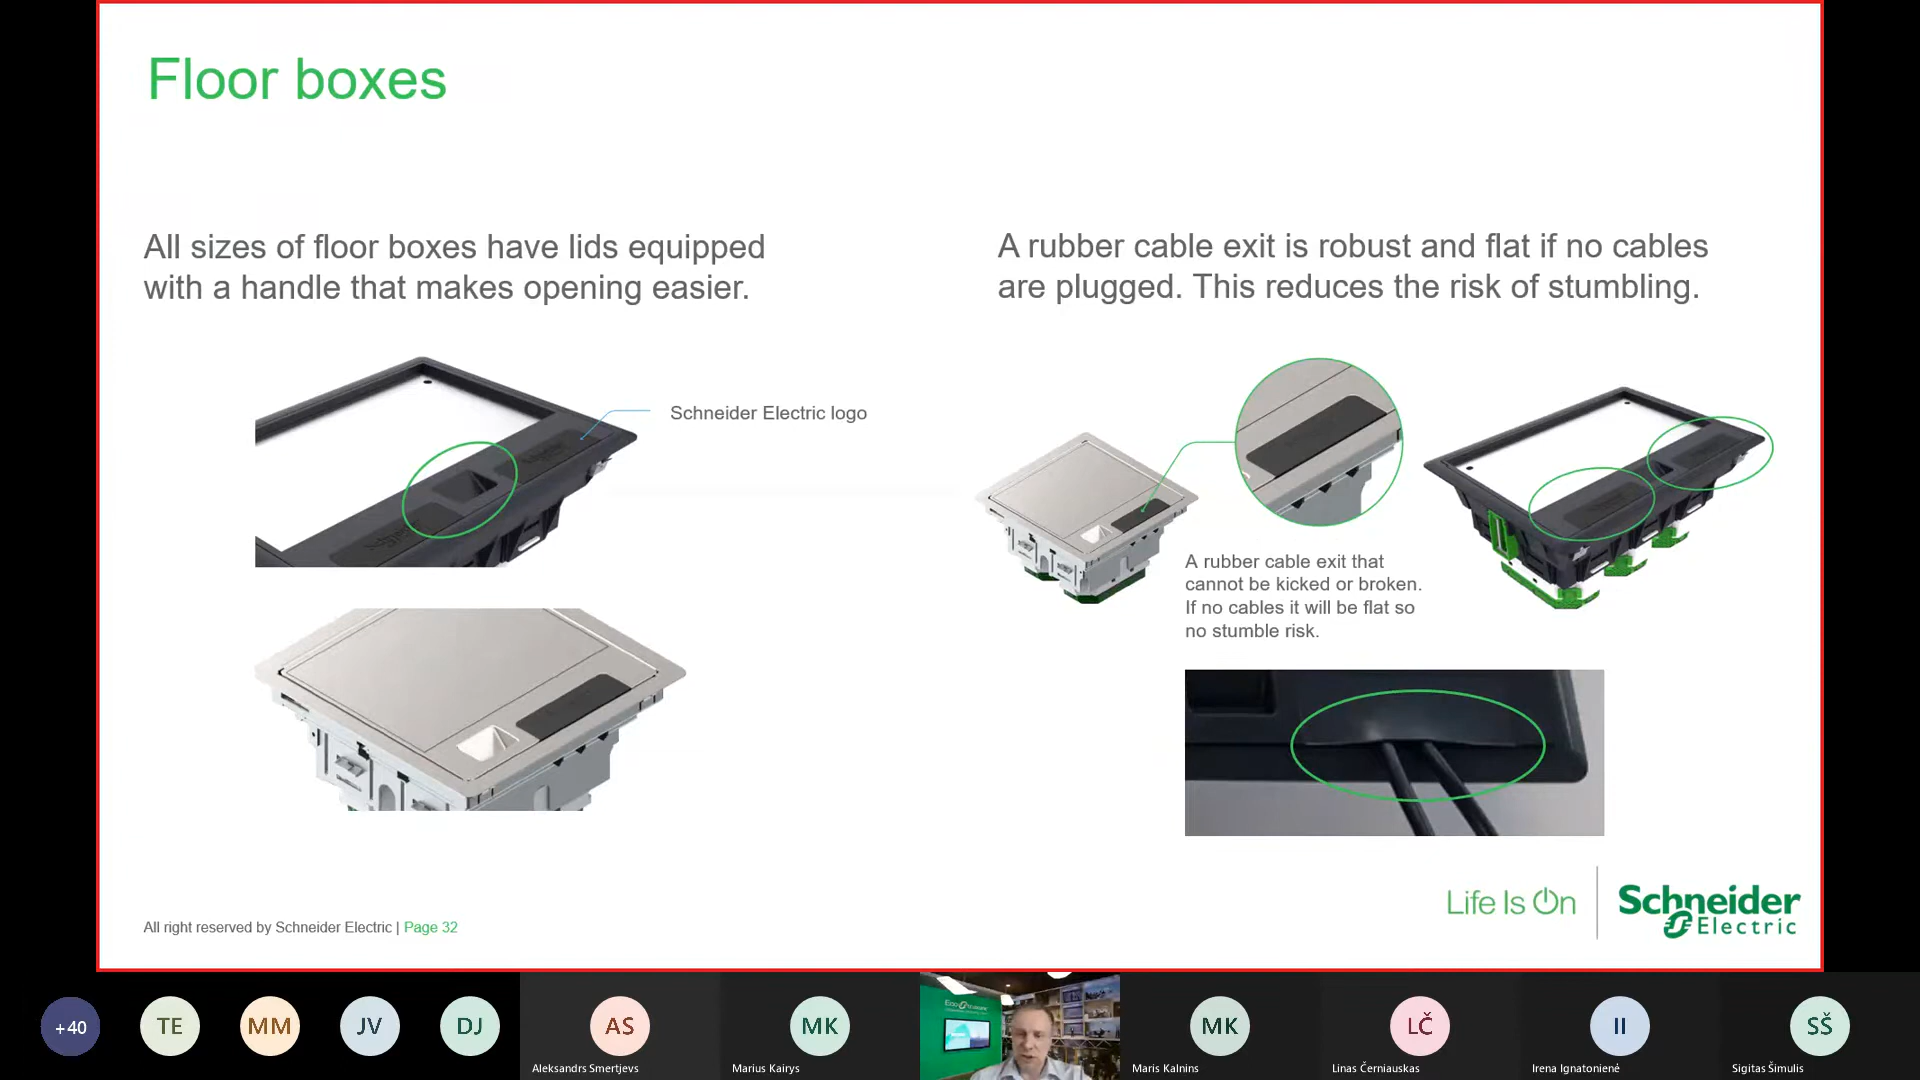 Floor boxes
All sizes of floor boxes have lids equipped
with a handle that makes opening easier.
A rubber cable exit is robust and flat if no cables
are plugged. This reduces the risk of stumbling.
Schneider Electric logo
A rubber cable exit that
cannot be kicked or broken.
If no cables it will be flat so
no stumble risk.
Life Is On
Schneider
Electric
All right reserved by Schneider Electric | Page 32
+40
TE
MM
JV
DJ
AS
Aleksandrs Smertjevs
MK
Marius Kairys
MK
Maris Kalnins
LČ
Linas Černiauskas
II
Irena Ignatonienė
SŠ
Sigitas Šimulis